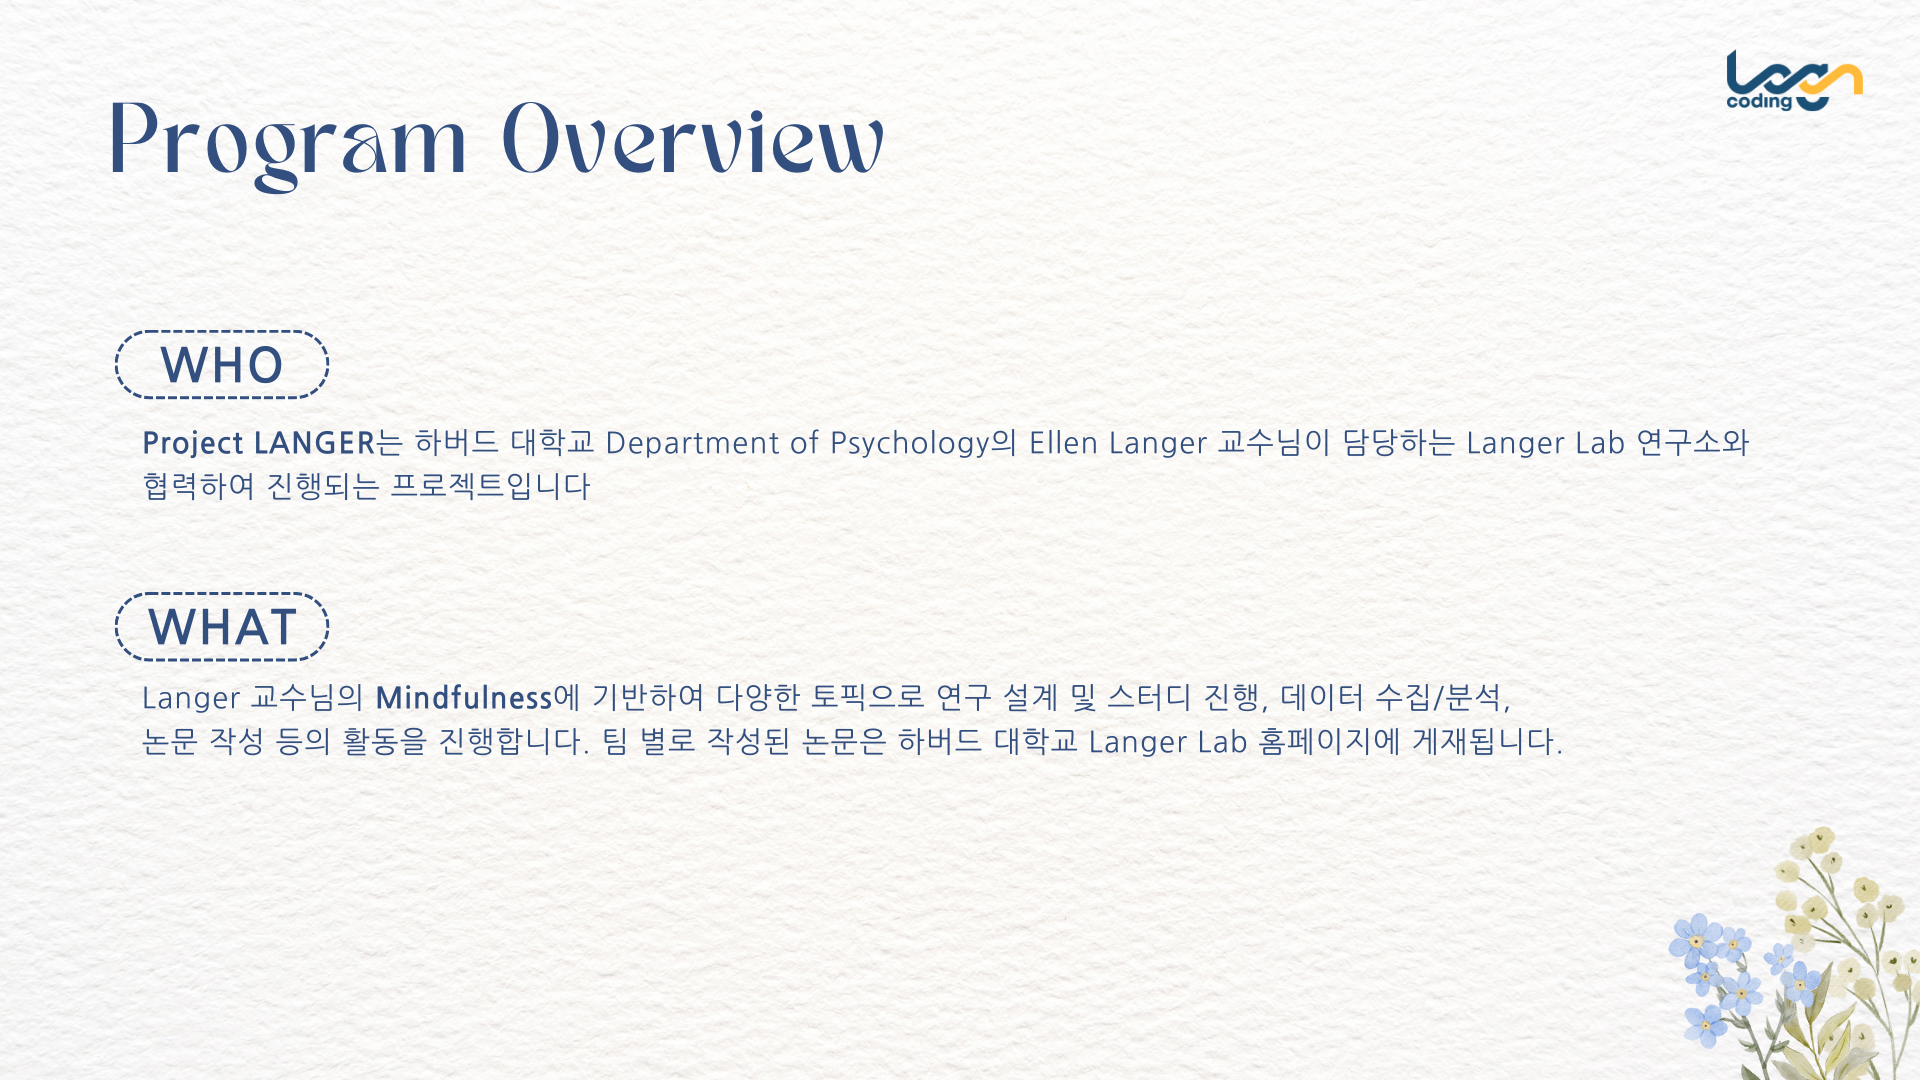 Program Overview
coding
WHO
Project LANGER는 하버드 대학교 Department of Psychology의 Ellen Langer 교수님이 담당하는 Langer Lab 연구소와
협력하여 진행되는 프로젝트입니다
WHAT
Langer 교수님의 Mindfulness에 기반하여 다양한 토픽으로 연구 설계 및 스터디 진행, 데이터 수집/분석,
논문 작성 등의 활동을 진행합니다. 팀 별로 작성된 논문은 하버드 대학교 Langer Lab 홈페이지에 게재됩니다.